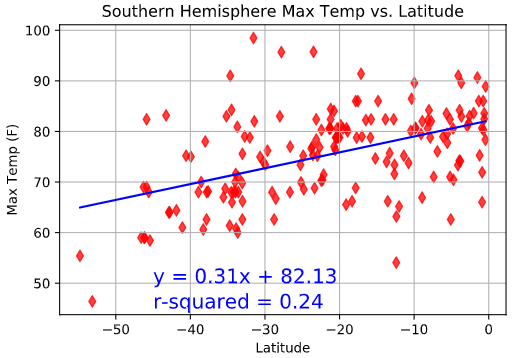 Southern Hemisphere Max Temp vs. Latitude
Max Temp (F)
100
90
80
70
60
50
y = 0.31x + 82.13
r-squared = 0.24
−50
−40
−30
−20
−10
0
Latitude